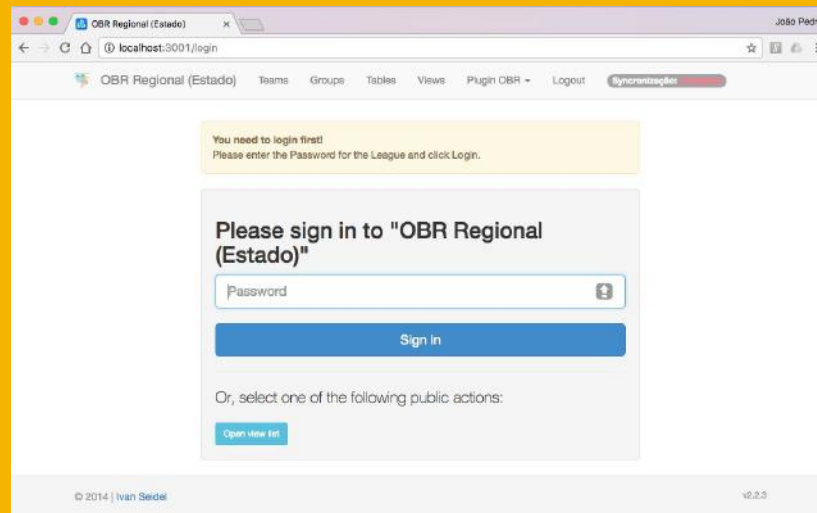 OBR Regional (Estado)
João Pedr
localhost:3001/login
OBR Regional (Estado) Teams Groups Tables Views Plugin OBR Logout Syncronização:
You need to login first!
Please enter the Password for the League and click Login.
Please sign in to "OBR Regional
(Estado)"
Password
Sign In
Or, select one of the following public actions:
Open view list
© 2014 | Ivan Seidel v2.2.3